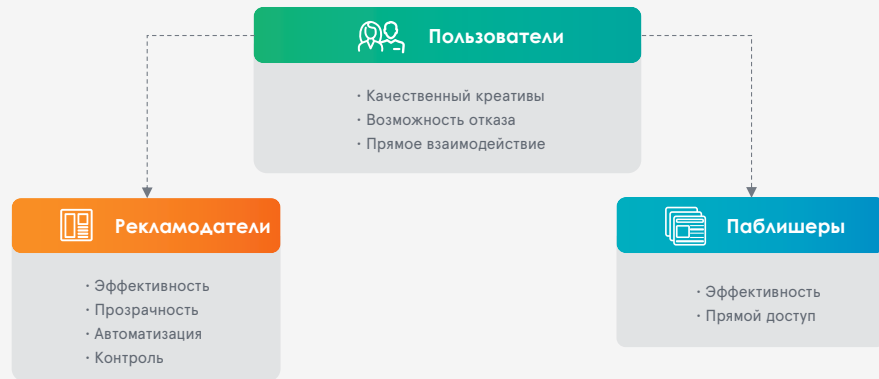 Пользователи
· Качественный креативы
· Возможность отказа
· Прямое взаимодействие
Рекламодатели
· Эффективность
· Прозрачность
· Автоматизация
· Контроль
Паблишеры
· Эффективность
· Прямой доступ